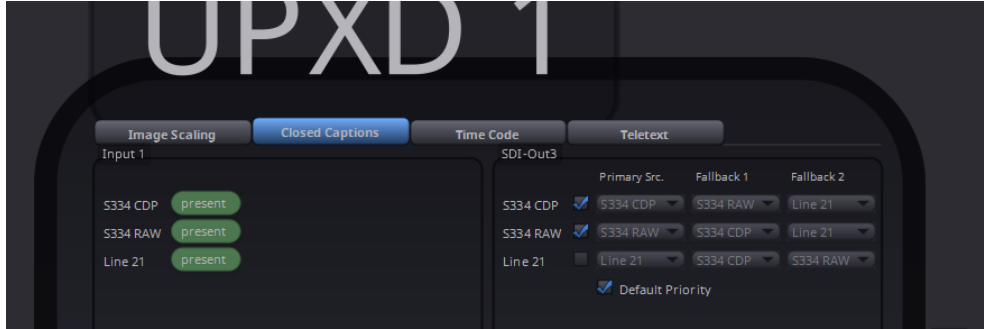 UPXD 1
Image Scaling Closed Captions Time Code Teletext
Input 1
S334 CDP present
S334 RAW present
Line 21 present
SDI-Out3
Primary Src. Fallback 1 Fallback 2
S334 CDP S334 CDP S334 RAW Line 21
S334 RAW S334 RAW S334 CDP Line 21
Line 21 Line 21 S334 CDP S334 RAW
Default Priority